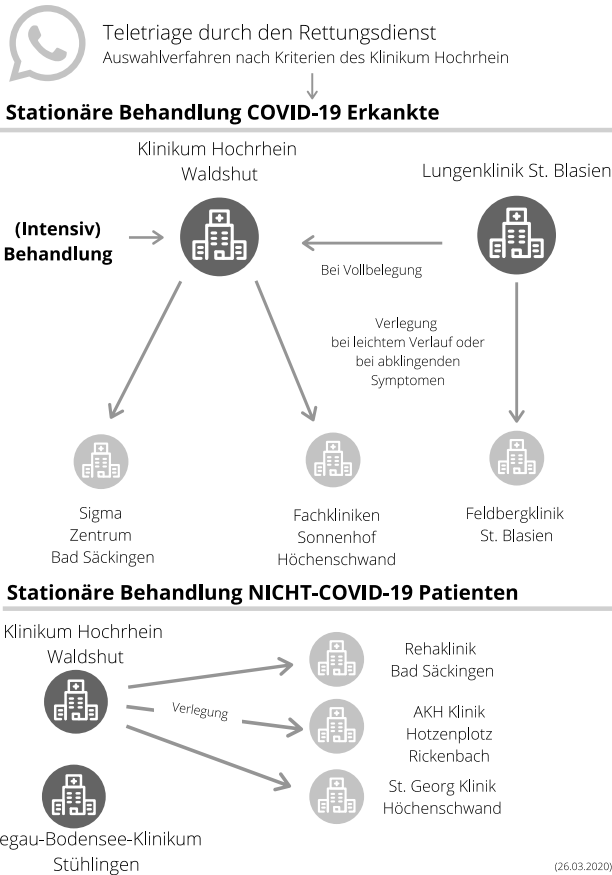 Teletriage durch den Rettungsdienst
Auswahlverfahren nach Kriterien des Klinikum Hochrhein
Stationäre Behandlung COVID-19 Erkankte
Klinikum Hochrhein
Waldshut
Lungenklinik St. Blasien
(Intensiv)
Behandlung
Bei Vollbelegung
Verlegung
bei leichtem Verlauf oder
bei abklingenden
Symptomen
Sigma
Zentrum
Bad Säckingen
Fachkliniken
Sonnenhof
Höchenschwand
Feldbergklinik
St. Blasien
Stationäre Behandlung NICHT-COVID-19 Patienten
Klinikum Hochrhein
Waldshut
Verlegung
Rehaklinik
Bad Säckingen
AKH Klinik
Hotzenplotz
Rickenbach
St. Georg Klinik
Höchenschwand
egau-Bodensee-Klinikum
Stühlingen
(26.03.2020)